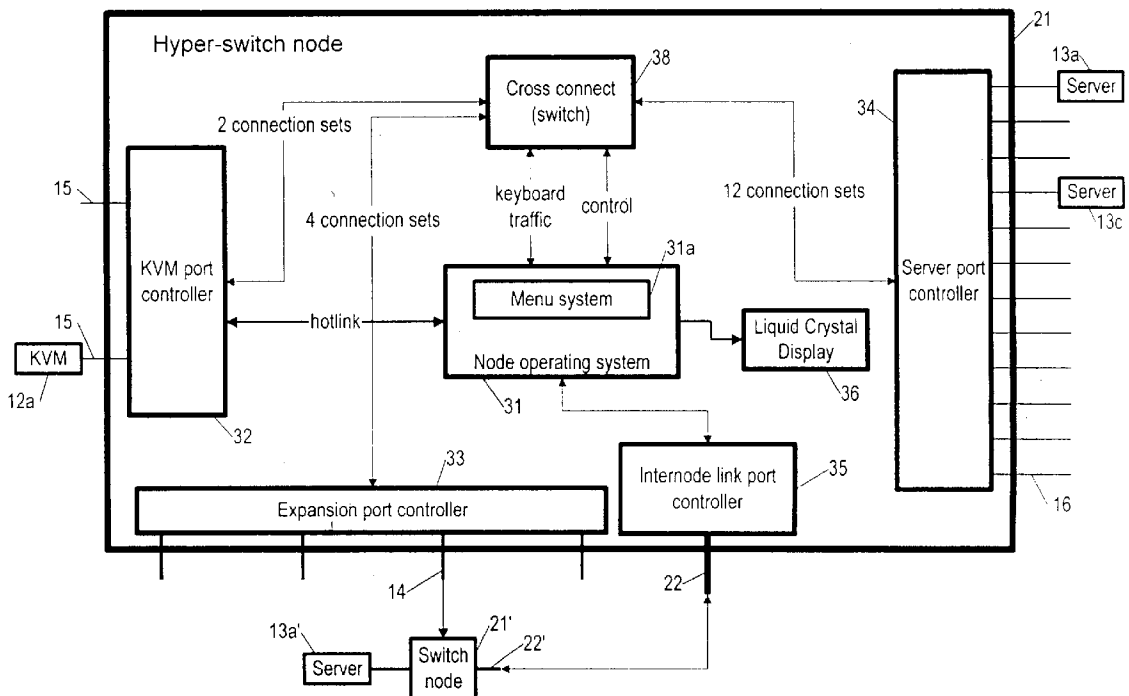 Hyper-switch node
21
13a
Server
38
Cross connect
(switch)
34
2 connection sets
15
4 connection sets
keyboard
traffic
control
12 connection sets
Server
13c
KVM port
controller
31a
Menu system
Server port
controller
hotlink
15
KVM
12a
Node operating system
31
Liquid Crystal
Display
36
32
33
Internode link port
controller
35
Expansion port controller
16
14
22
13a'
21'
22'
Server
Switch
node